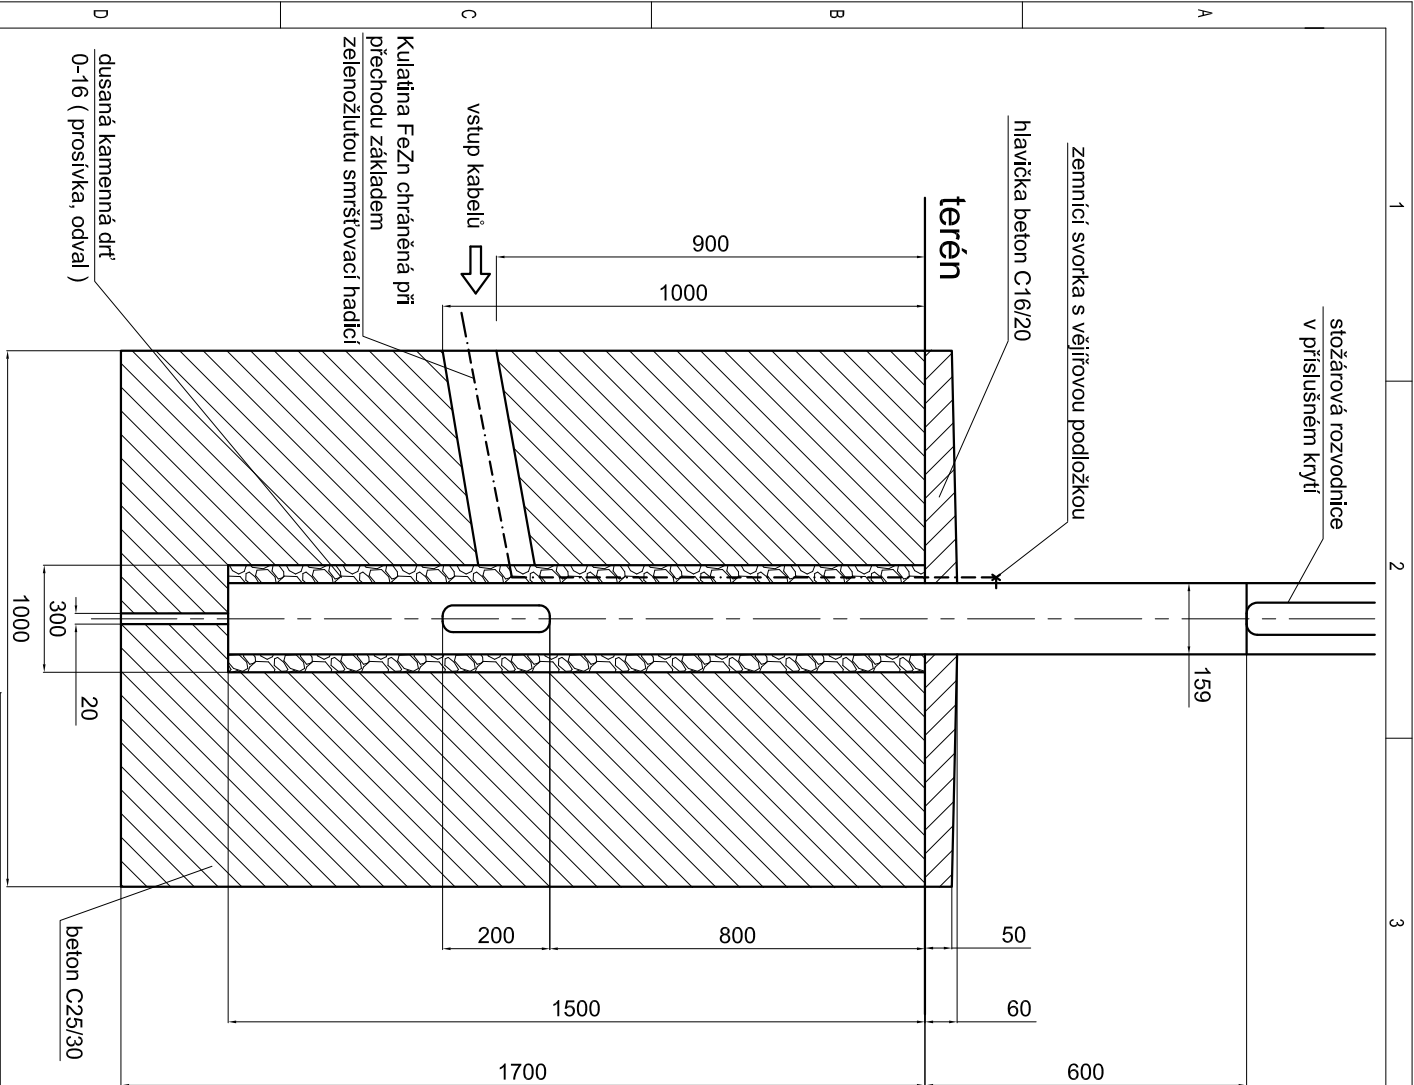 1
2
3
A
B
C
D
stožárová rozvodnice
v příslušném krytí
zemnící svorka s vějířovou podložkou
hlavička beton C16/20
terén
vstup kabelů
Kulatina FeZn chráněná při
přechodu základem
zelenožlutou smršťovací hadicí
dusaná kamenná drť
0-16 ( prosívka, odval )
beton C25/30
900
1000
159
600
50
60
800
200
1500
1700
20
300
1000